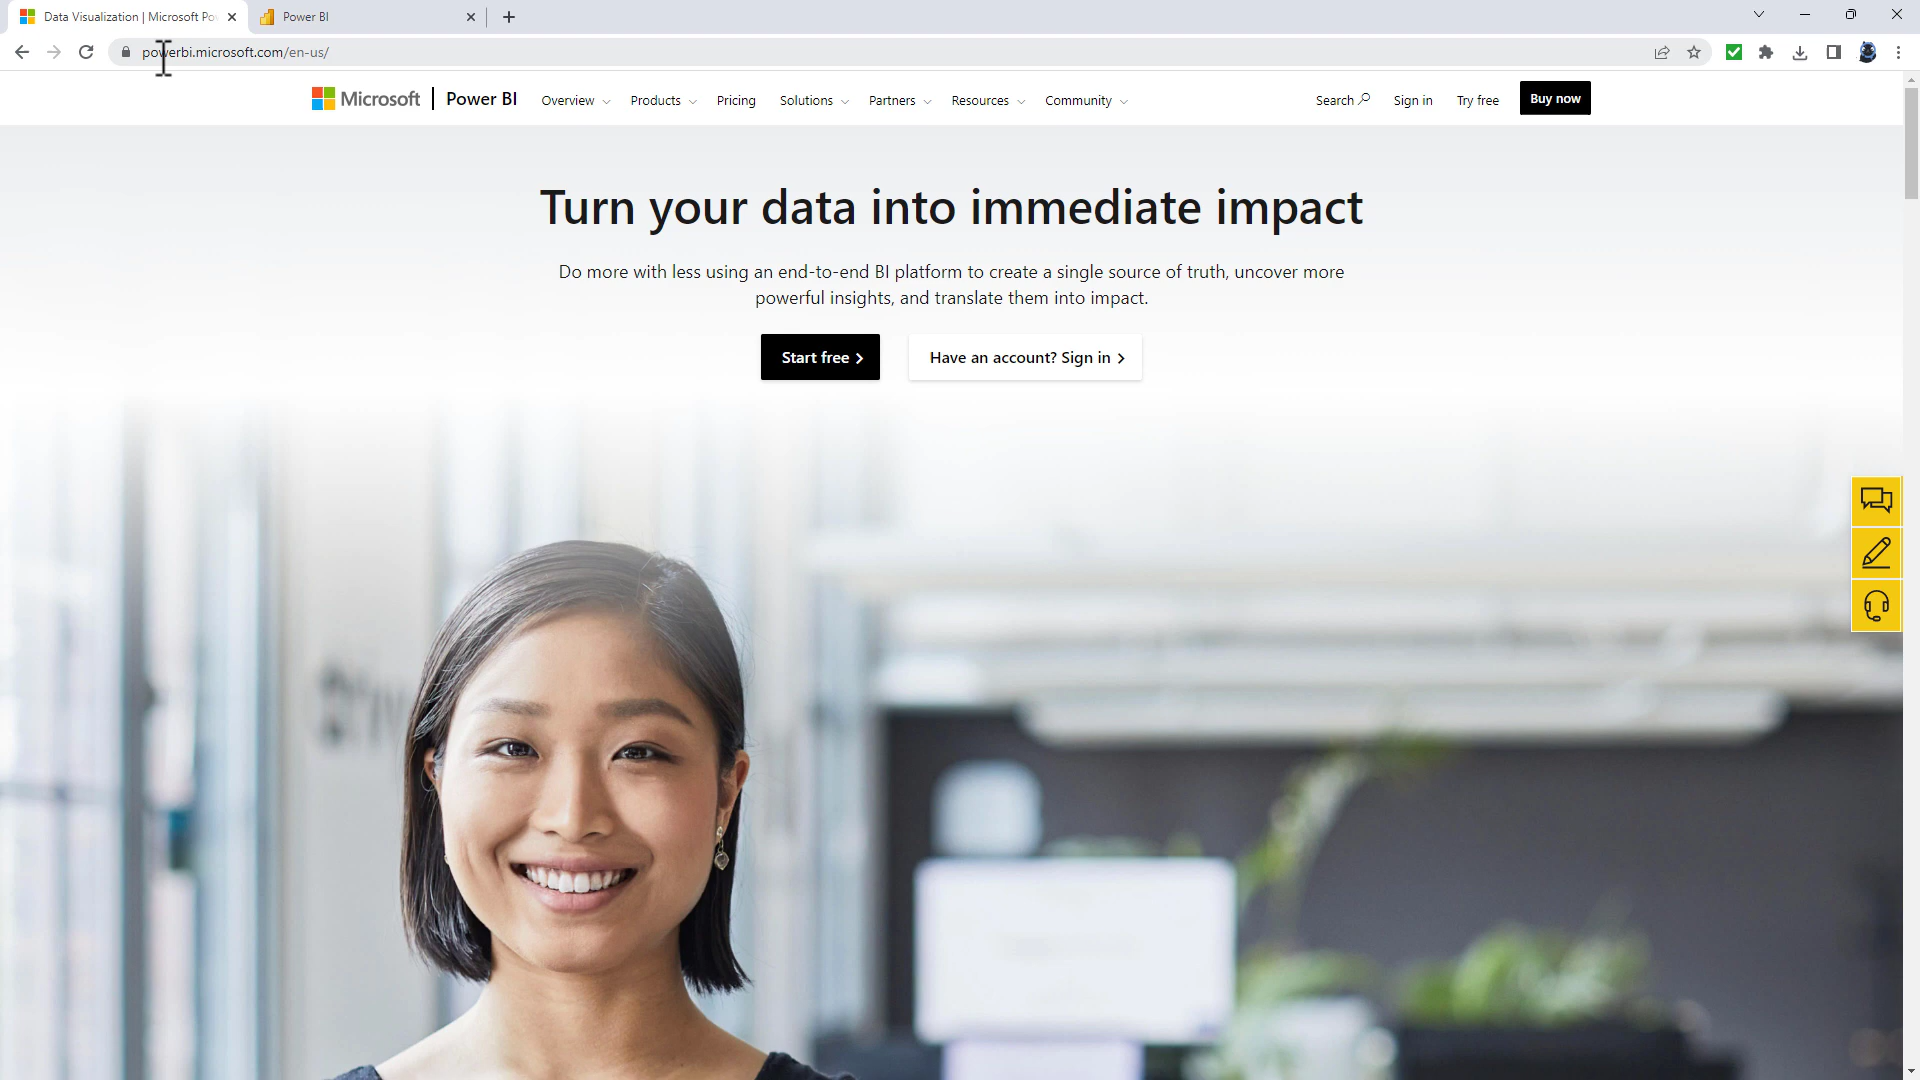 Data Visualization | Microsoft Po
Power BI
powerbi.microsoft.com/en-us/
Microsoft
Power BI
Overview
Products
Pricing
Solutions
Partners
Resources
Community
Search
Sign in
Try free
Buy now
Turn your data into immediate impact
Do more with less using an end-to-end BI platform to create a single source of truth, uncover more
powerful insights, and translate them into impact.
Start free
Have an account? Sign in